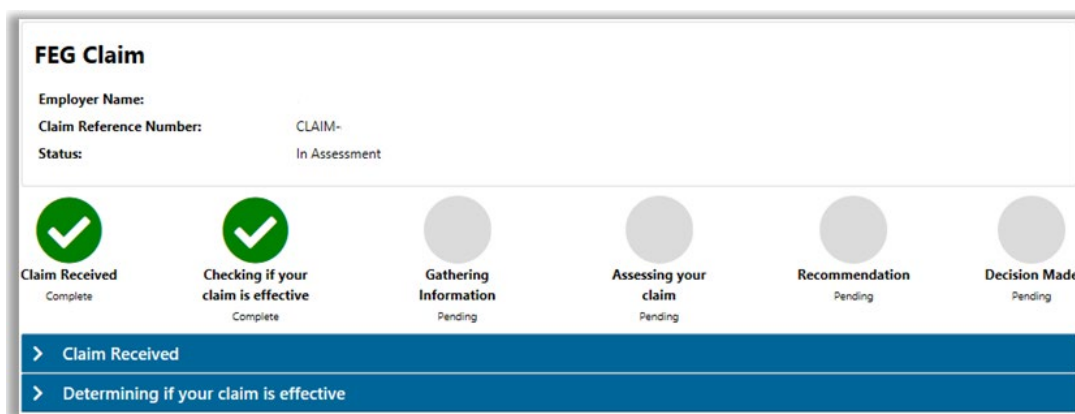 FEG Claim
Employer Name:
Claim Reference Number: CLAIM-
Status: In Assessment
Claim Received
Complete
Checking if your
claim is effective
Complete
Gathering
Information
Pending
Assessing your
claim
Pending
Recommendation
Pending
Decision Made
Pending
Claim Received
Determining if your claim is effective